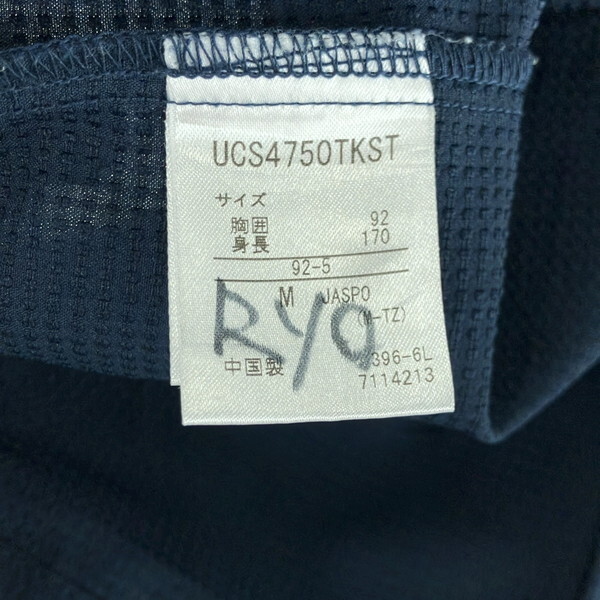 UCS4750TKST
サイズ
胸囲 92
身長 170
92-5
M JASPO
(M-TZ)
RYO
中国製 396-6L
7114213